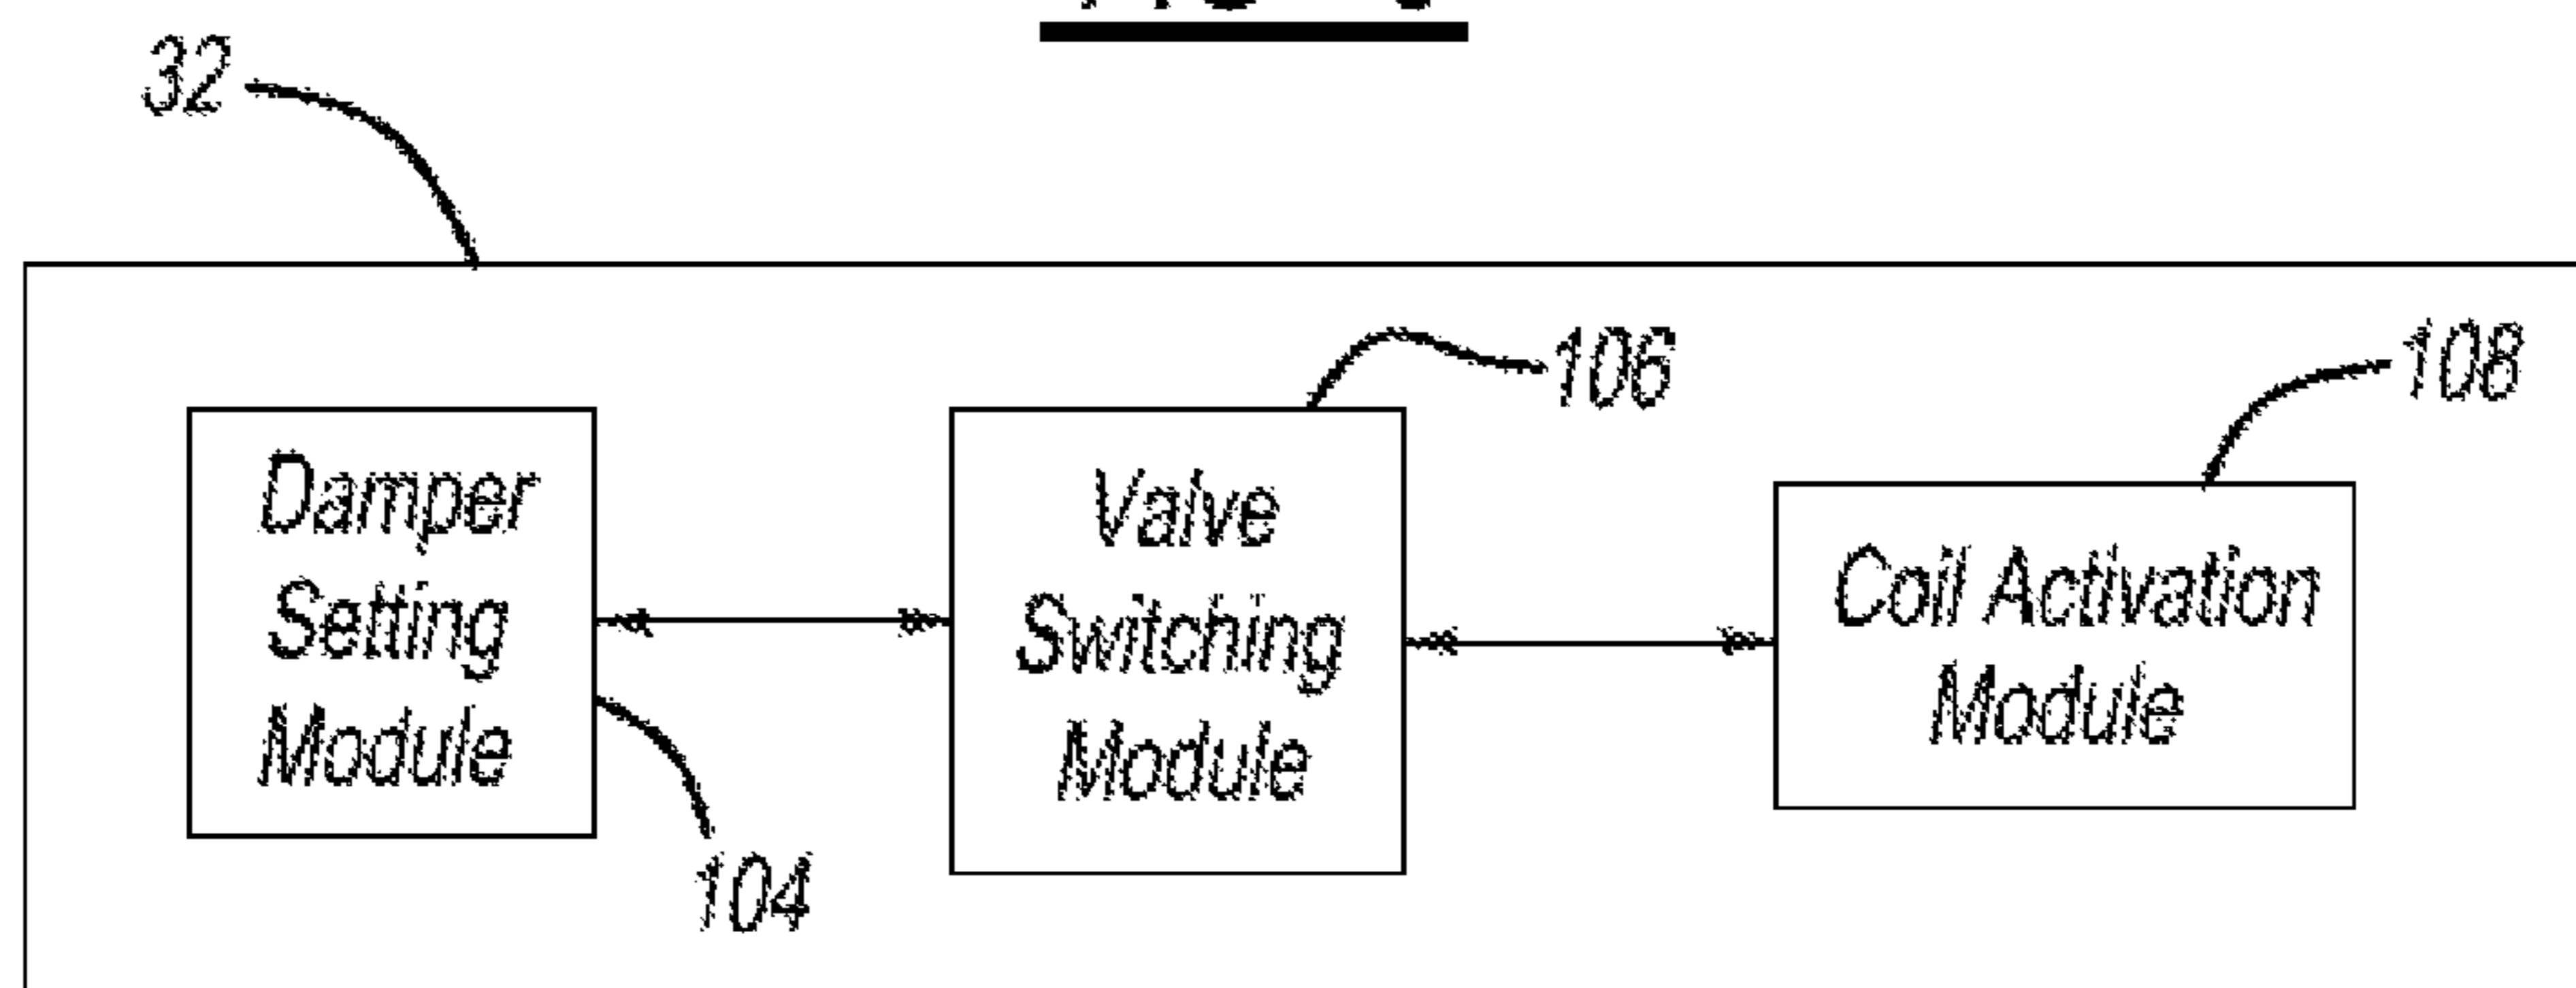 32
106
108
Damper
Setting
Module
Valve
Switching
Module
Coil Activation
Module
104